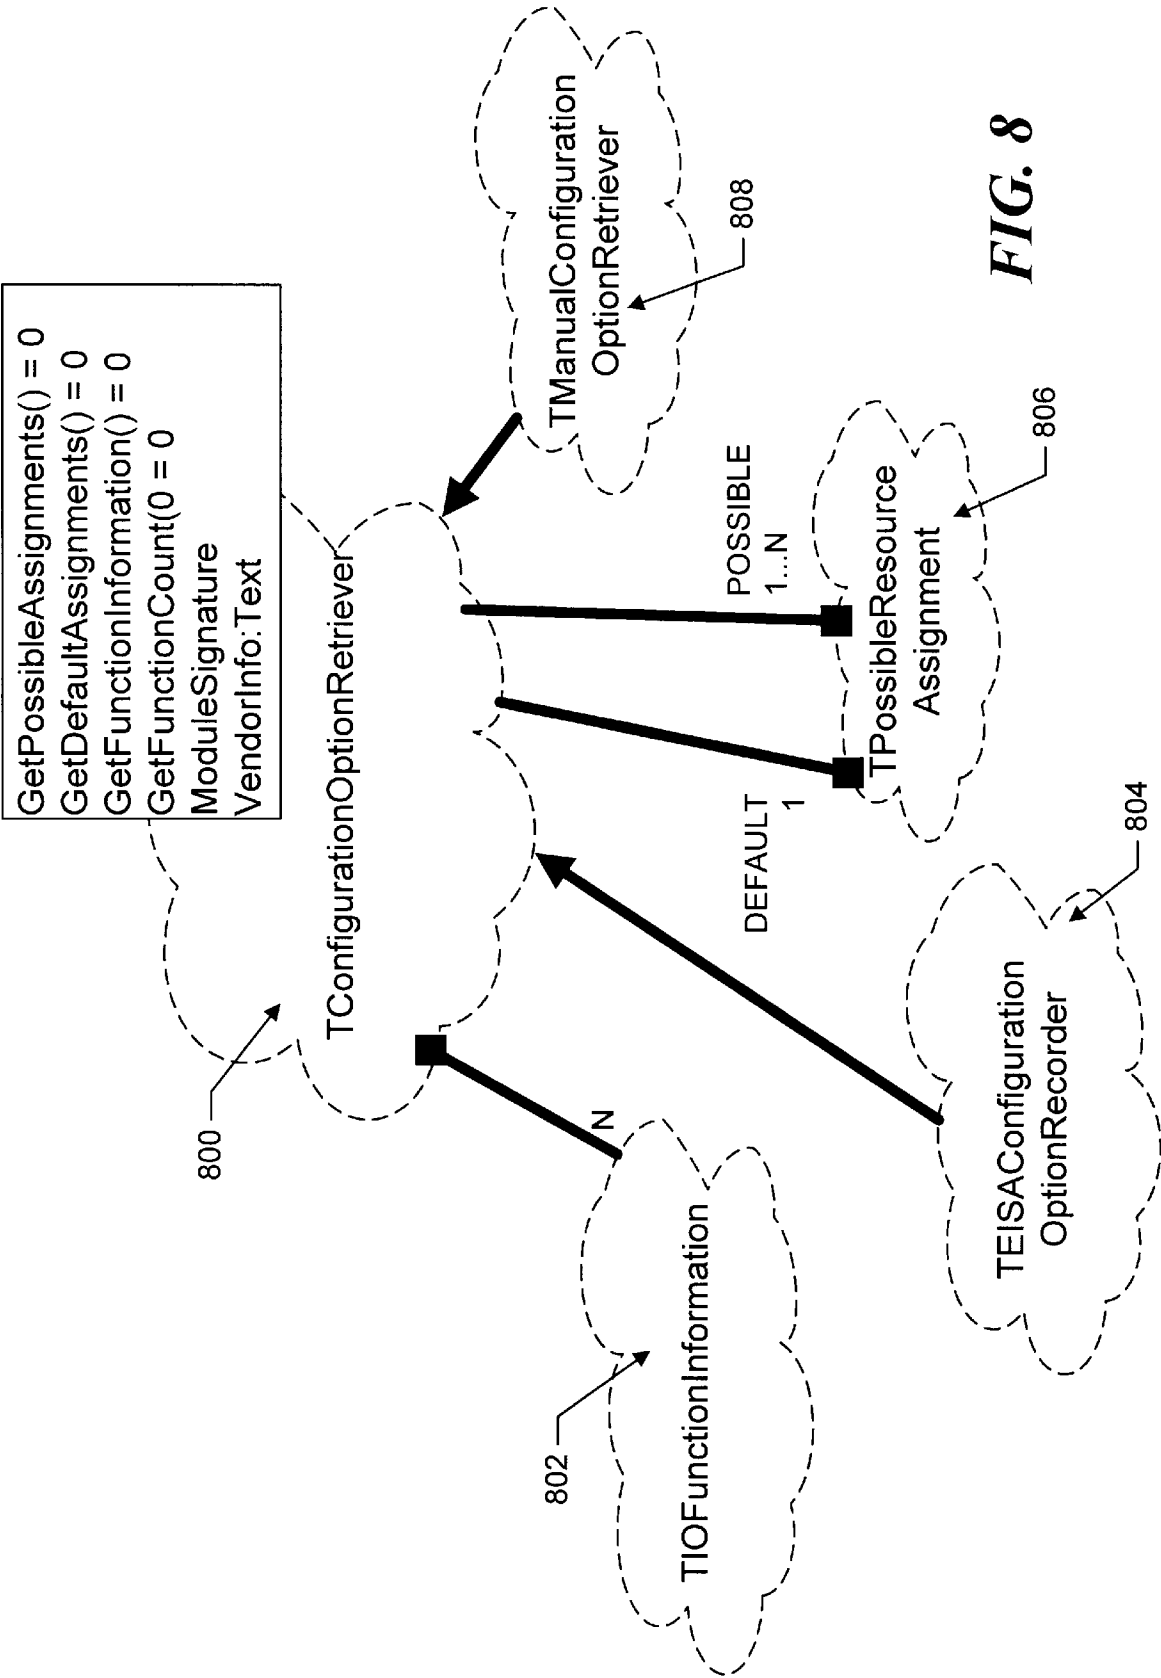 GetPossibleAssignments() = 0
GetDefaultAssignments() = 0
GetFunctionInformation() = 0
GetFunctionCount(0 = 0
ModuleSignature
VendorInfo:Text
800
TConfigurationOptionRetriever
802
TIOFunctionInformation
N
TEISAConfiguration
OptionRecorder
804
DEFAULT
1
POSSIBLE
1...N
TPossibleResource
Assignment
806
TManualConfiguration
OptionRetriever
808
FIG. 8